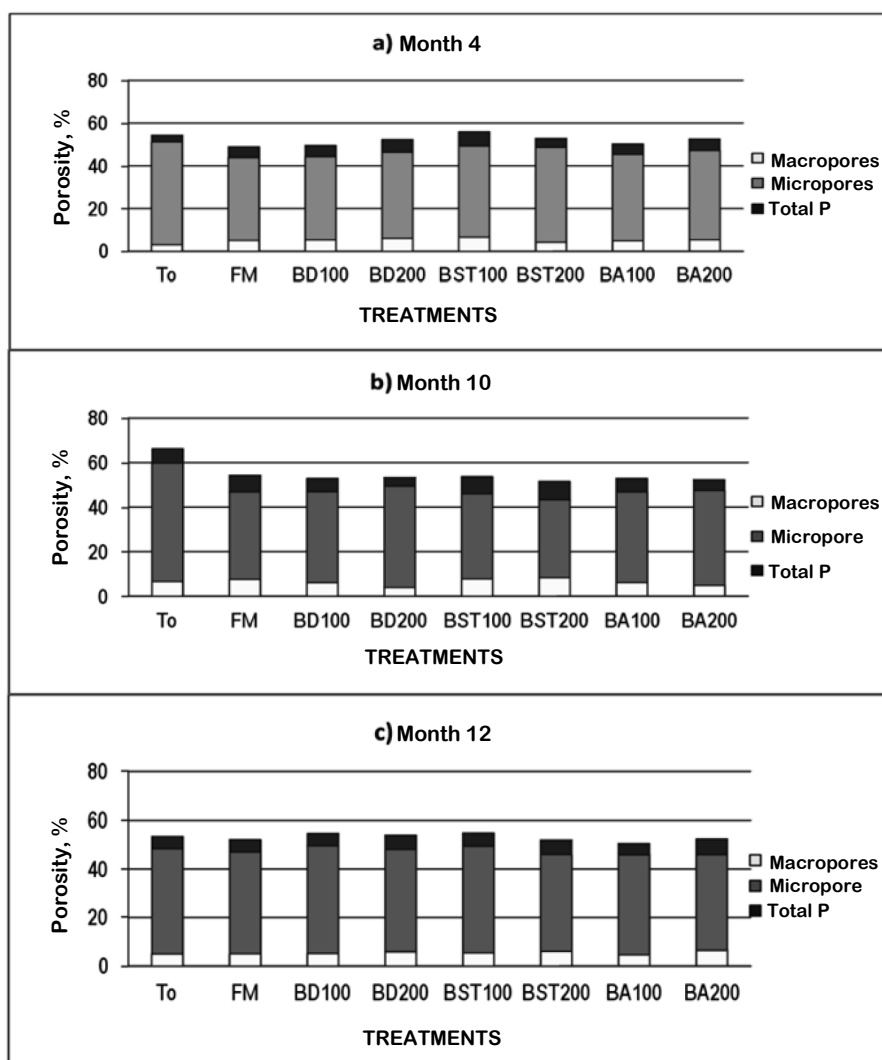 a) Month 4
Porosity, %
80
60
40
20
0
To FM BD100 BD200 BST100 BST200 BA100 BA200
TREATMENTS
Macropores
Micropores
Total P
b) Month 10
Porosity, %
80
60
40
20
0
To FM BD100 BD200 BST100 BST200 BA100 BA200
TREATMENTS
Macropores
Micropore
Total P
c) Month 12
Porosity, %
80
60
40
20
0
To FM BD100 BD200 BST100 BST200 BA100 BA200
TREATMENTS
Macropores
Micropore
Total P